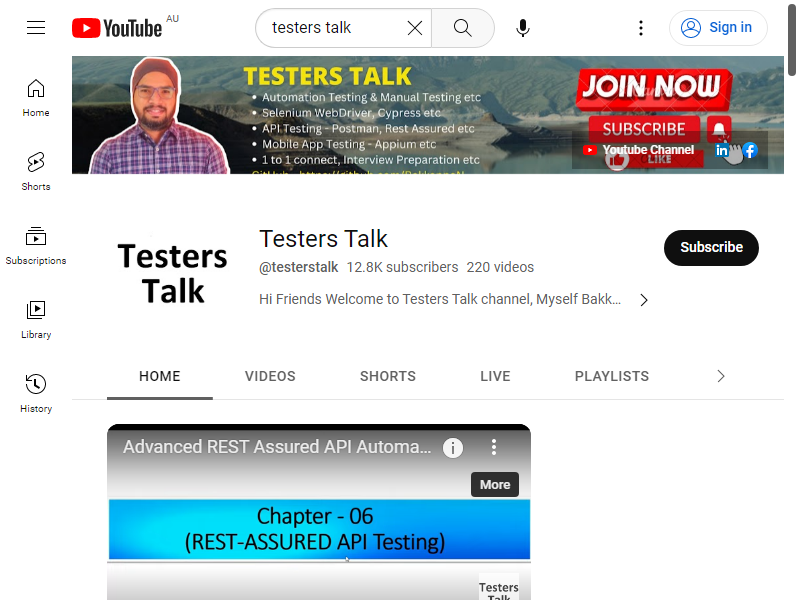 YouTube AU
testers talk
Sign in
Home
Shorts
Subscriptions
Library
History
TESTERS TALK
• Automation Testing & Manual Testing etc
• Selenium WebDriver, Cypress etc
• API Testing - Postman, Rest Assured etc
• Mobile App Testing - Appium etc
• 1 to 1 connect, Interview Preparation etc
JOIN NOW
SUBSCRIBE
Youtube Channel
LIKE
Testers
Talk
Testers Talk
@testerstalk 12.8K subscribers 220 videos
Hi Friends Welcome to Testers Talk channel, Myself Bakk...
Subscribe
HOME VIDEOS SHORTS LIVE PLAYLISTS
Advanced REST Assured API Automa...
More
Chapter - 06
(REST-ASSURED API Testing)
Testers
Talk